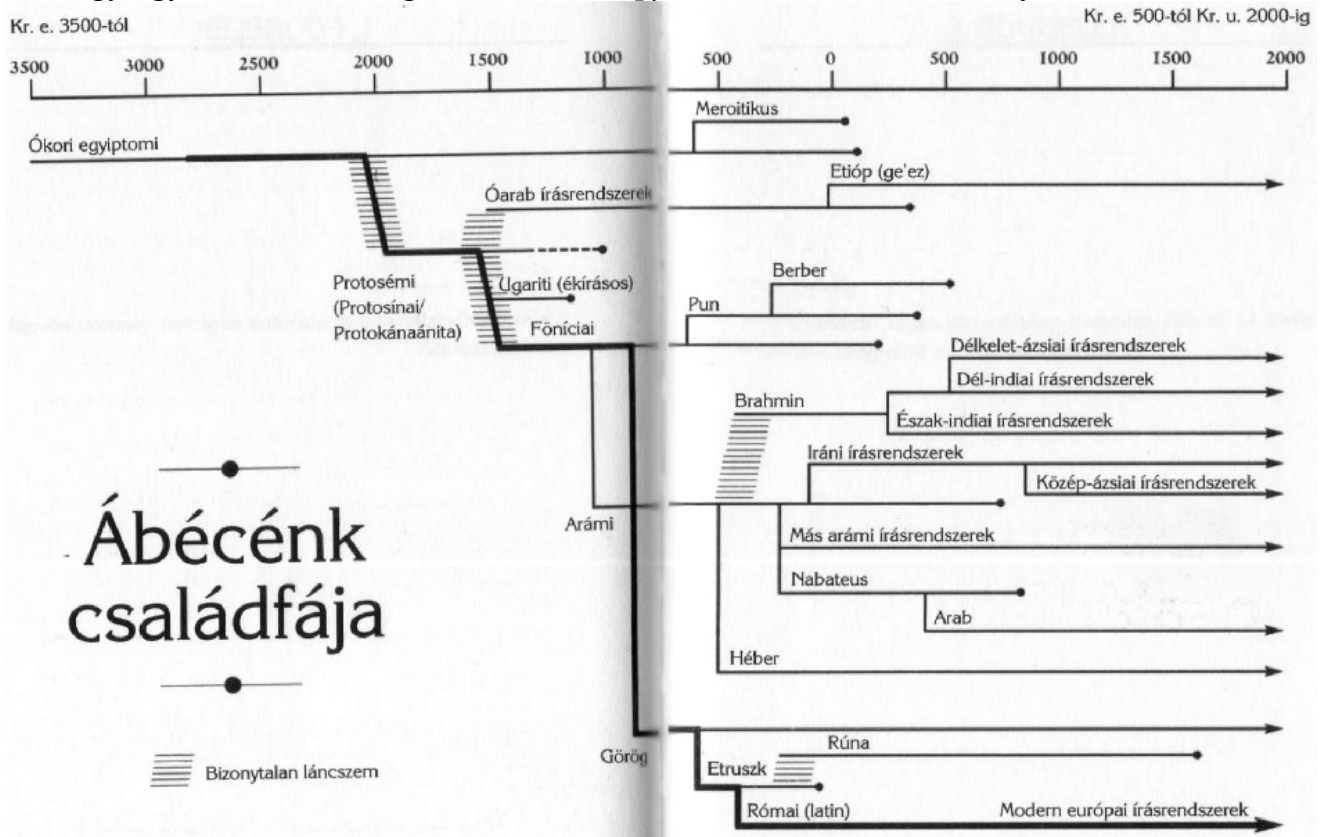 Kr. e. 3500-tól
Kr. e. 500-tól Kr. u. 2000-ig
3500 3000 2500 2000 1500 1000 500 0 500 1000 1500 2000
Meroitikus
Ókori egyiptomi
Etióp (ge'ez)
Óarab írásrendszerek
Berber
Protosémi
(Protosínai/
Protokánaánita)
Ugariti (ékírásos)
Pun
Főníciai
Délkelet-ázsiai írásrendszerek
Dél-indiai írásrendszerek
Brahmin
Észak-indiai írásrendszerek
Iráni írásrendszerek
Közép-ázsiai írásrendszerek
Arámi
Más arámi írásrendszerek
Nabateus
Arab
Héber
Ábécénk
családfája
Görög
Rúna
Etruszk
Bizonytalan láncszem
Római (latin)
Modern európai írásrendszerek